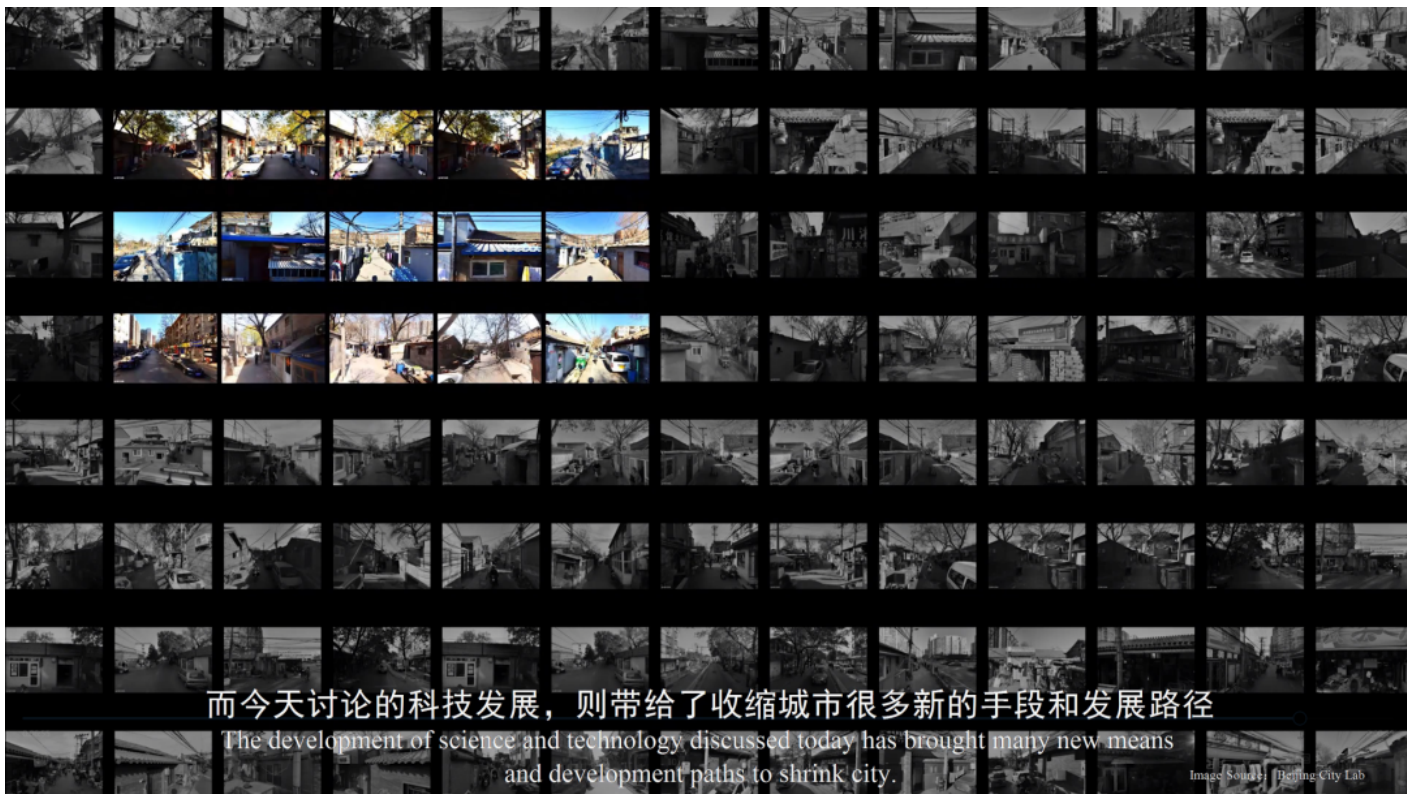 而今天讨论的科技发展，则带给了收缩城市很多新的手段和发展路径
The development of science and technology discussed today has brought many new means
and development paths to shrink city.
Image Source： Beijing City Lab